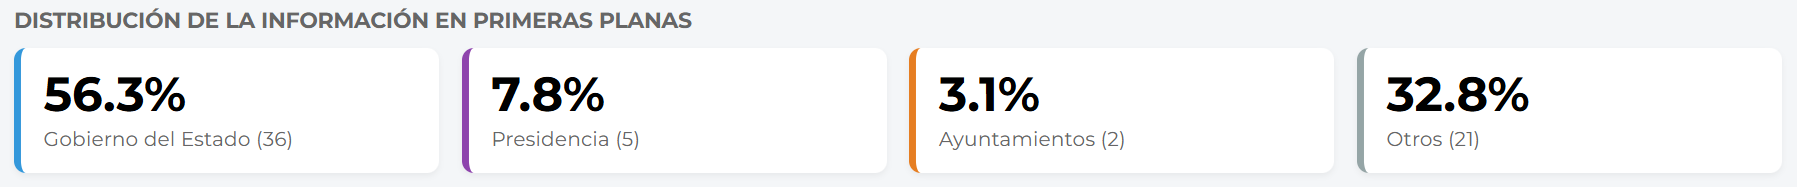 DISTRIBUCIÓN DE LA INFORMACIÓN EN PRIMERAS PLANAS
56.3%
Gobierno del Estado (36)
7.8%
Presidencia (5)
3.1%
Ayuntamientos (2)
32.8%
Otros (21)